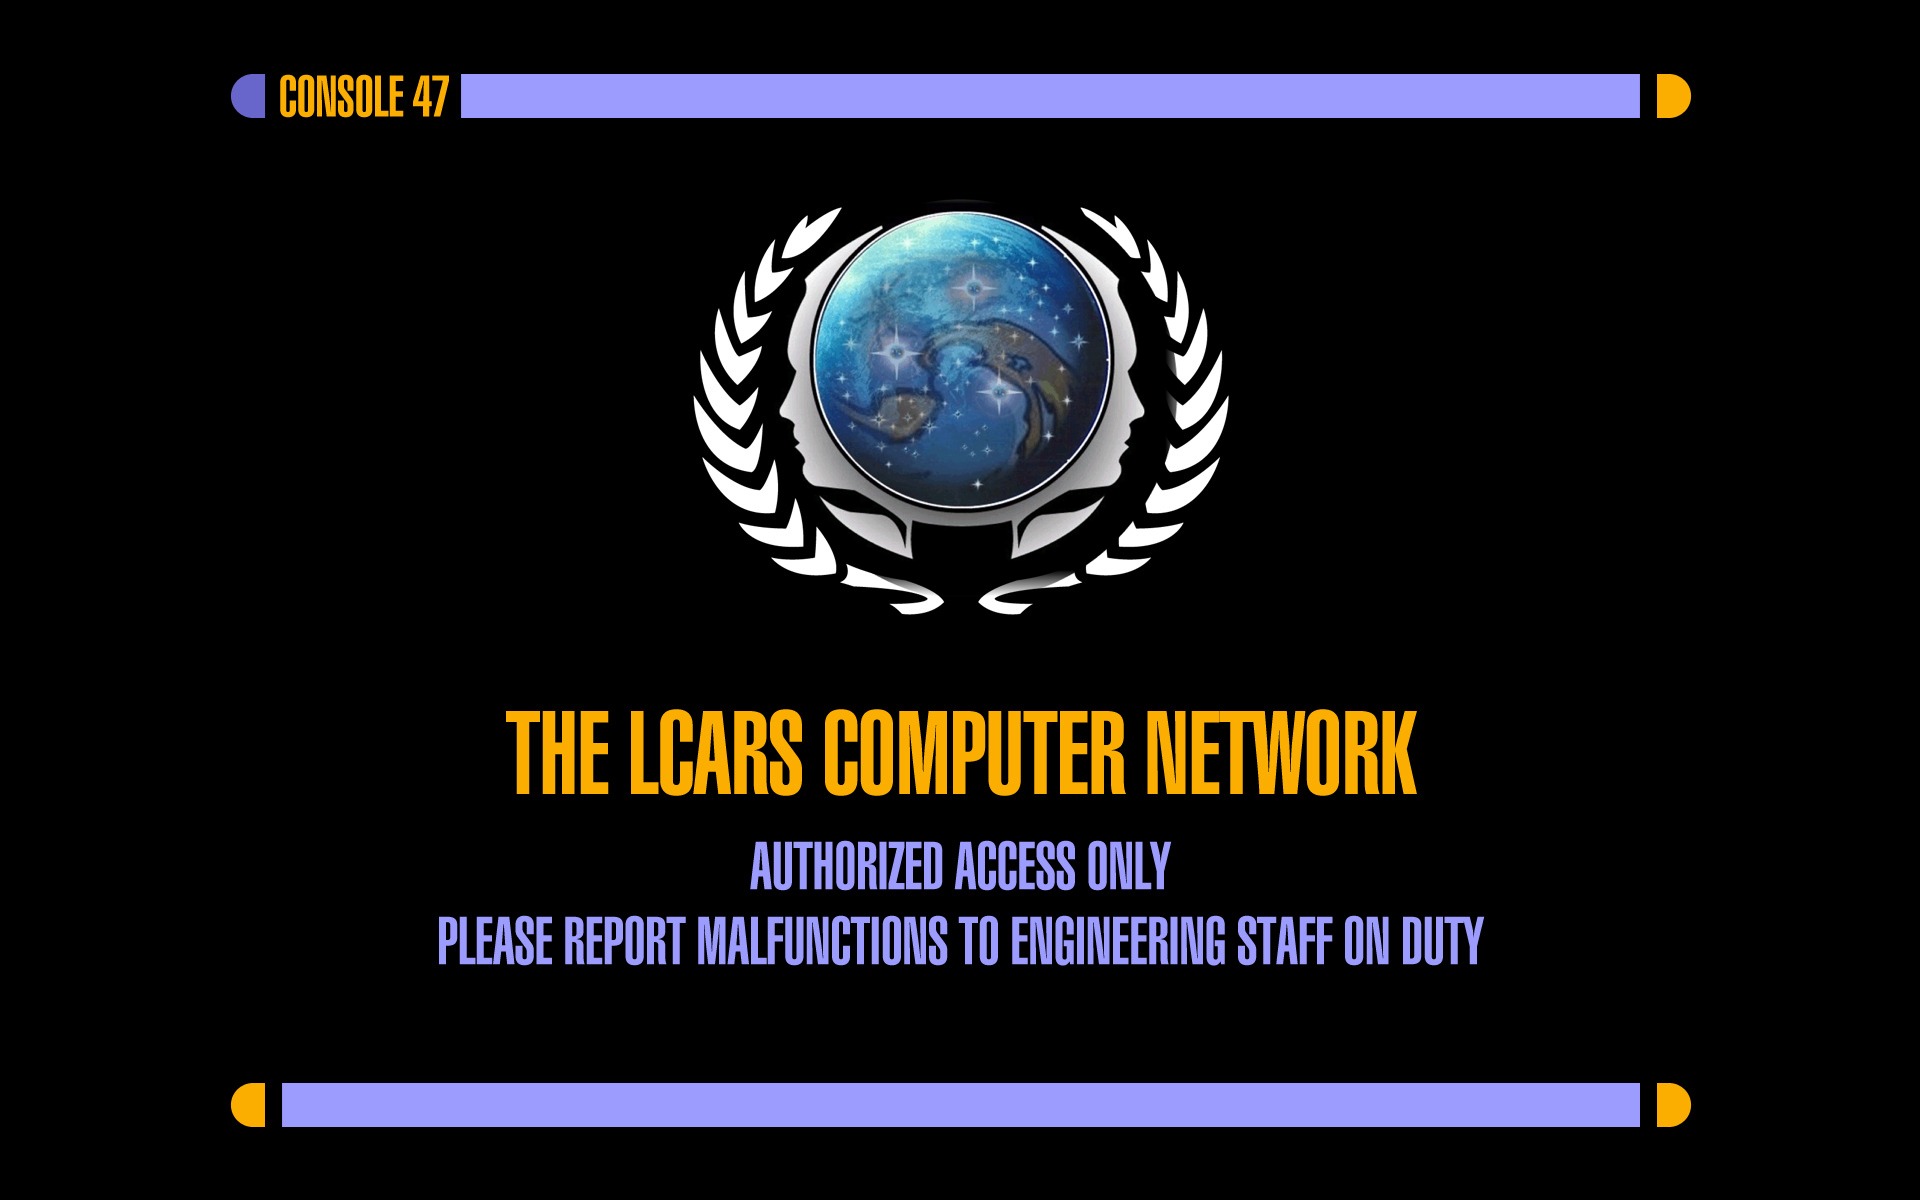 CONSOLE 47
THE LCARS COMPUTER NETWORK
AUTHORIZED ACCESS ONLY
PLEASE REPORT MALFUNCTIONS TO ENGINEERING STAFF ON DUTY